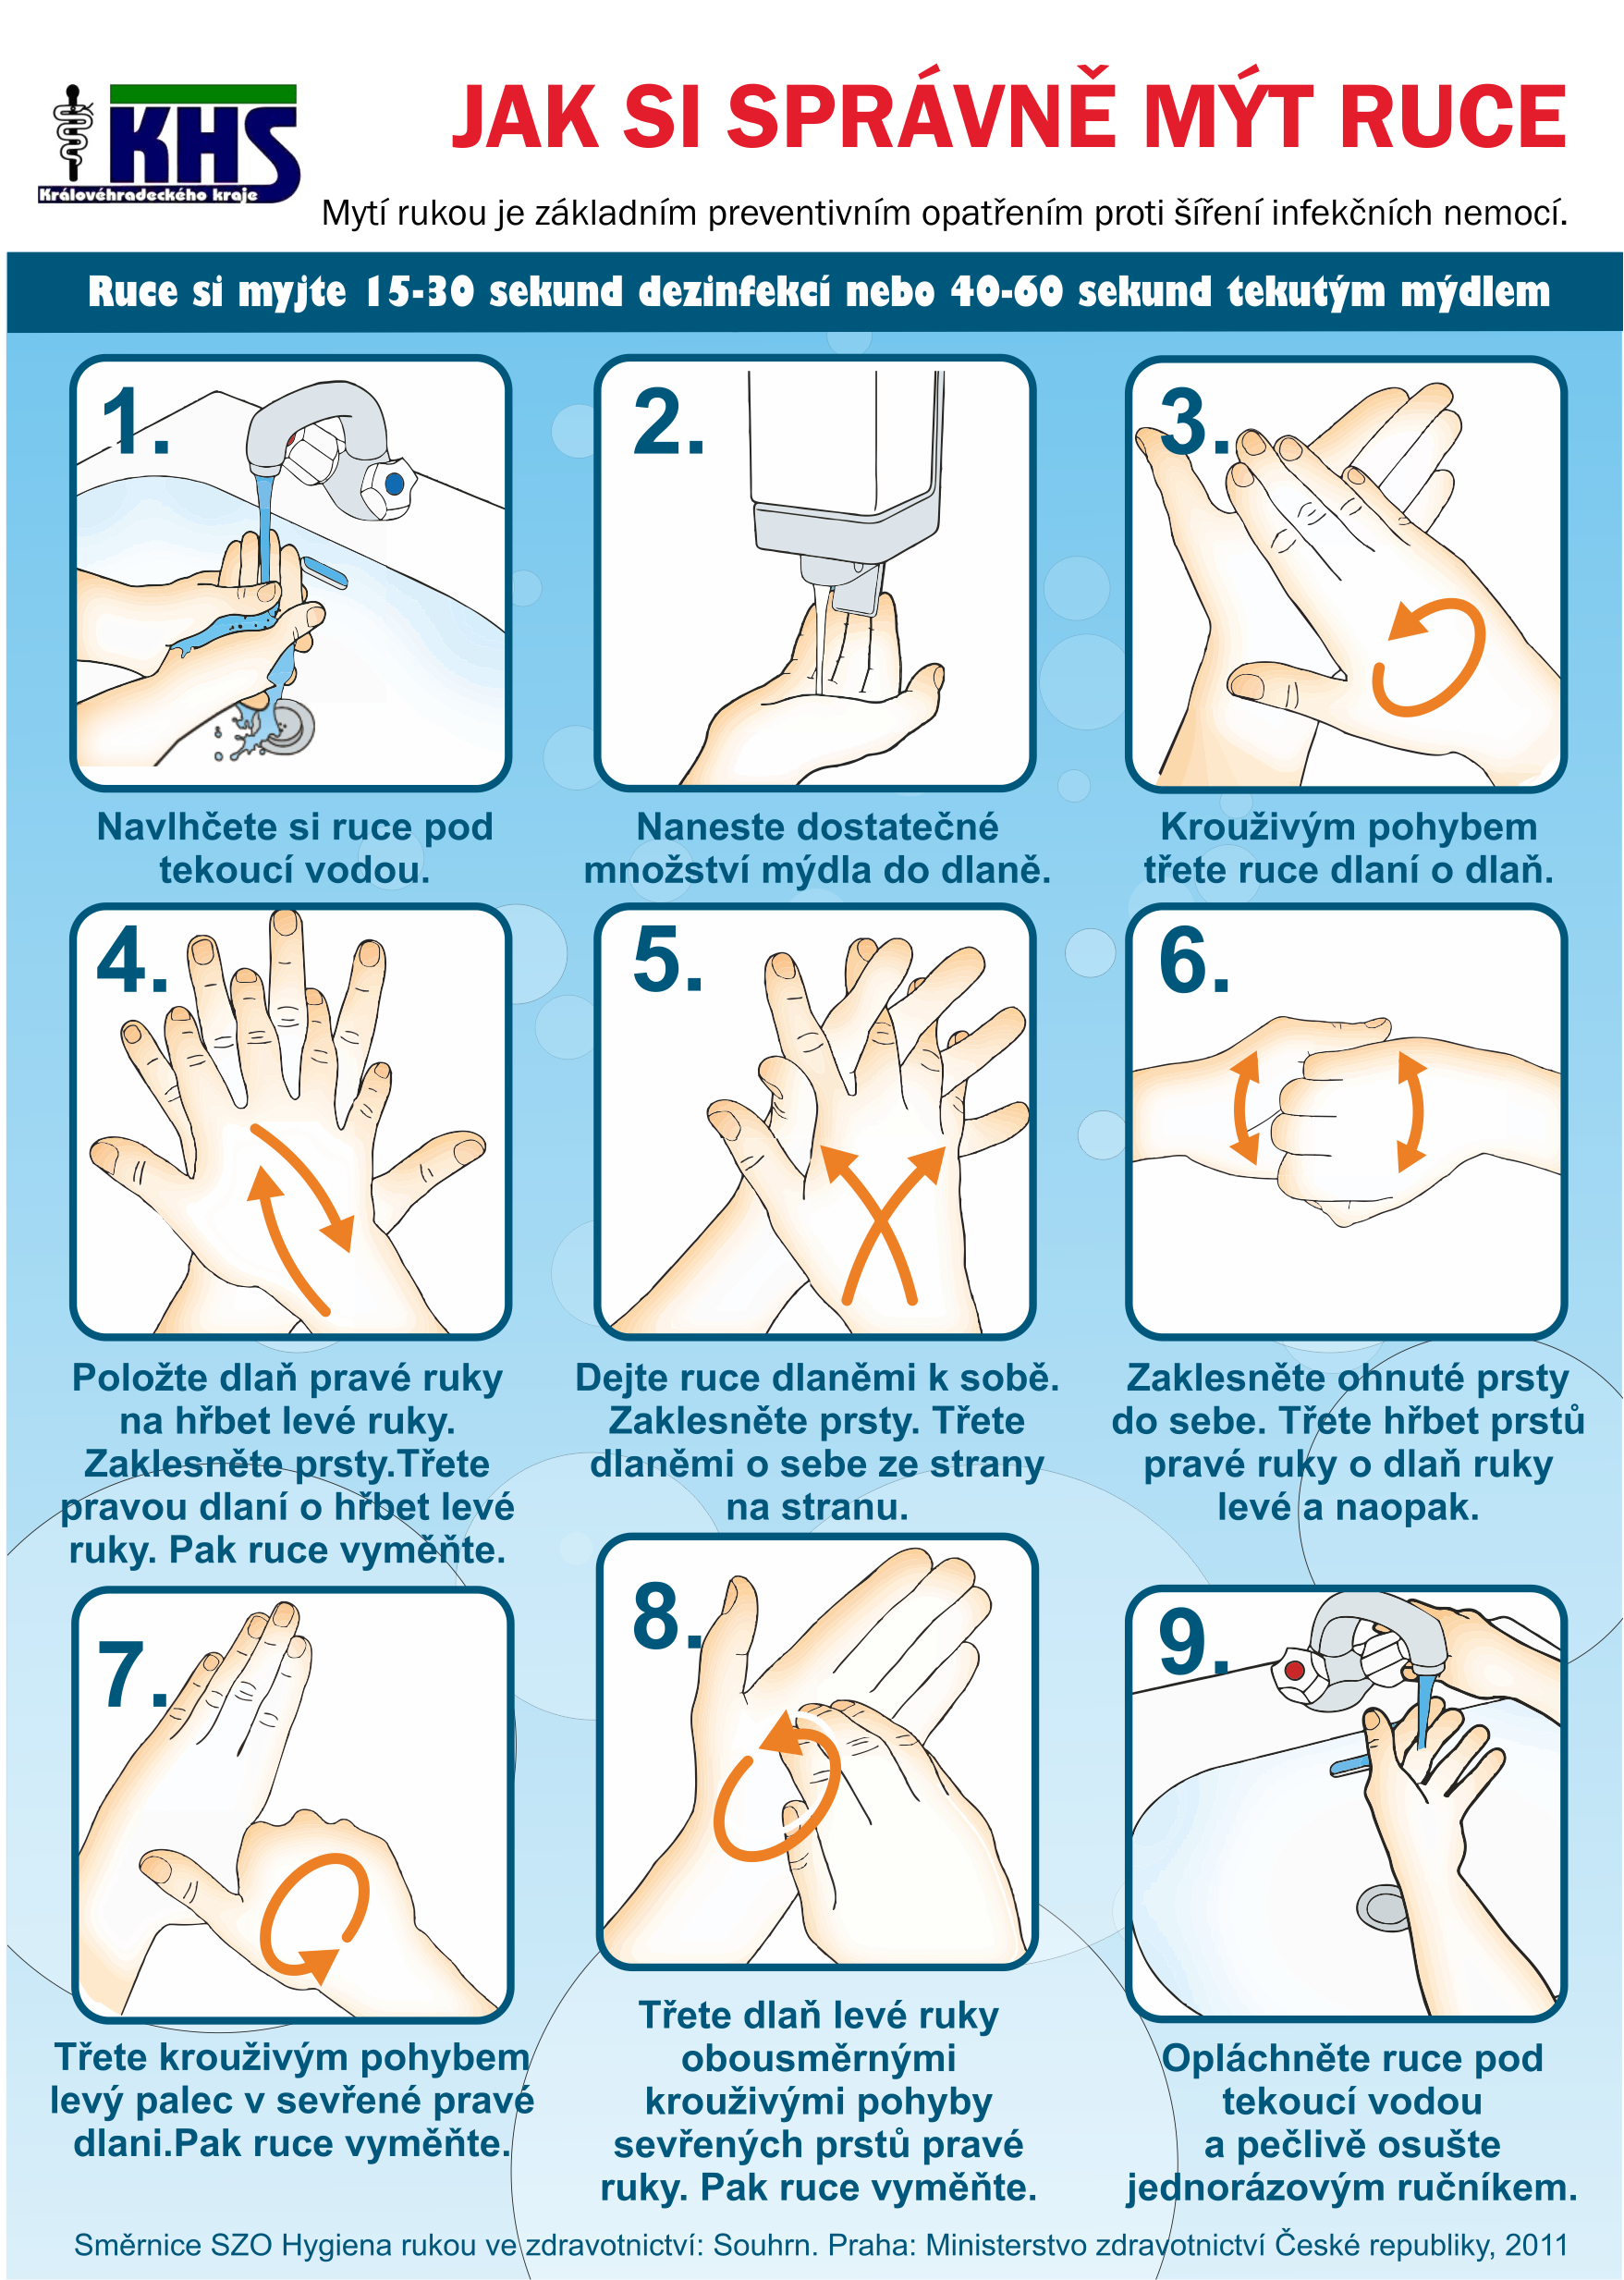 KHS
Královéhradeckého kraje
JAK SI SPRÁVNĚ MÝT RUCE
Mytí rukou je základním preventivním opatřením proti šíření infekčních nemocí.
Ruce si myjte 15-30 sekund dezinfekcí nebo 40-60 sekund tekutým mýdlem
1.
Navlhčete si ruce pod
tekoucí vodou.
2.
Naneste dostatečné
množství mýdla do dlaně.
3.
Krouživým pohybem
třete ruce dlaní o dlaň.
4.
Položte dlaň pravé ruky
na hřbet levé ruky.
Zaklesněte prsty.Třete
pravou dlaní o hřbet levé
ruky. Pak ruce vyměňte.
5.
Dejte ruce dlaněmi k sobě.
Zaklesněte prsty. Třete
dlaněmi o sebe ze strany
na stranu.
6.
Zaklesněte ohnuté prsty
do sebe. Třete hřbet prstů
pravé ruky o dlaň ruky
levé a naopak.
7.
Třete krouživým pohybem
levý palec v sevřené pravé
dlani.Pak ruce vyměňte.
8.
Třete dlaň levé ruky
obousměrnými
krouživými pohyby
sevřených prstů pravé
ruky. Pak ruce vyměňte.
9.
Opláchněte ruce pod
tekoucí vodou
a pečlivě osušte
jednorázovým ručníkem.
Směrnice SZO Hygiena rukou ve zdravotnictví: Souhrn. Praha: Ministerstvo zdravotnictví České republiky, 2011